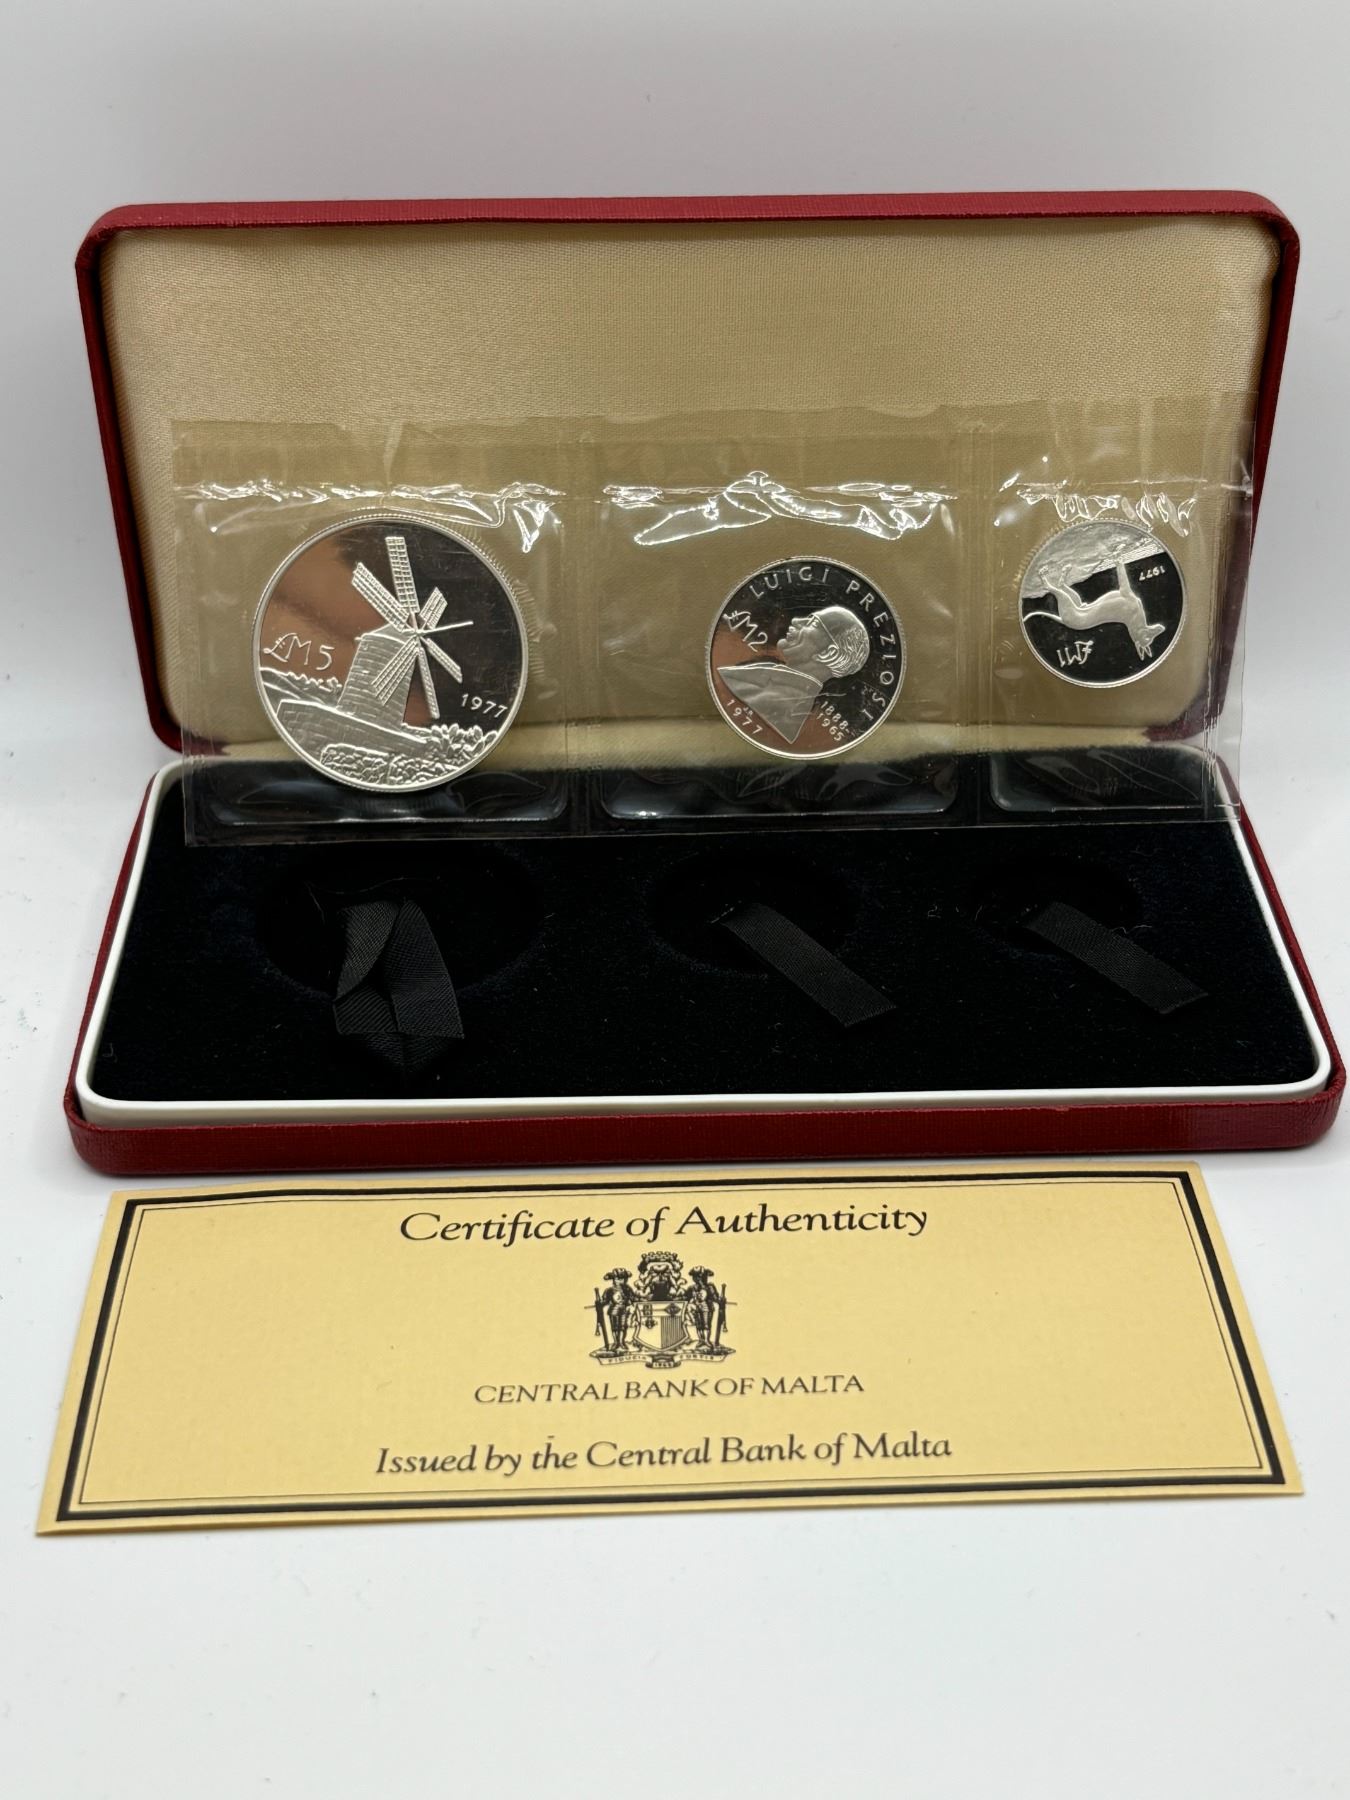 £M5
1977
LUIGI PREZIOSI
£M2
1888-
1965
1977
1977
£M1
Certificate of Authenticity
CENTRAL BANK OF MALTA
Issued by the Central Bank of Malta